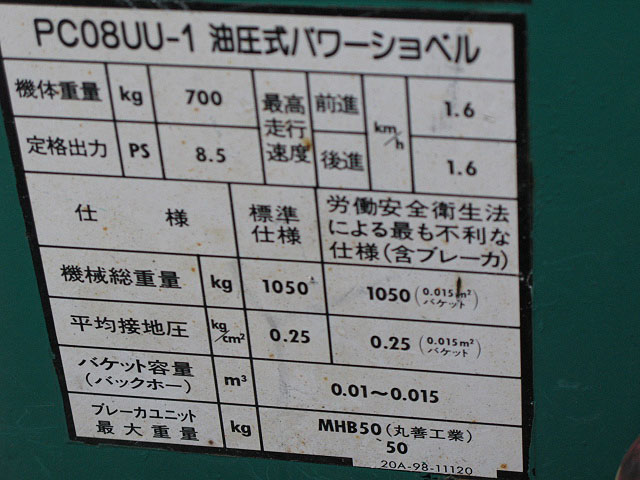 PC08UU-1 油圧式パワーショベル
機体重量 kg 700 最高走行速度 前進 km/h 1.6
定格出力 PS 8.5 後進 1.6
仕 様 標準仕様 労働安全衛生法による最も不利な仕様(含ブレーカ)
機械総重量 kg 1050 1050 (0.015m² バケット)
平均接地圧 kg/cm² 0.25 0.25 (0.015m² バケット)
バケット容量(バックホー) m³ 0.01〜0.015
ブレーカユニット最大重量 kg MHB50(丸善工業) 50
20A-98-11120